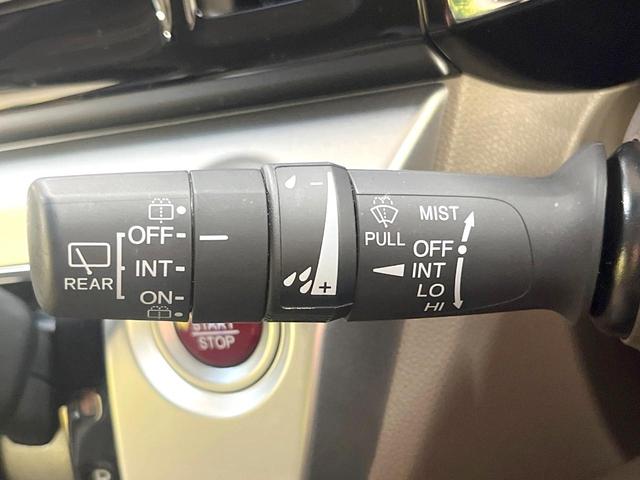 OFF
INT
ON
REAR
−
+
PULL
MIST
OFF
INT
LO
HI
START
STOP